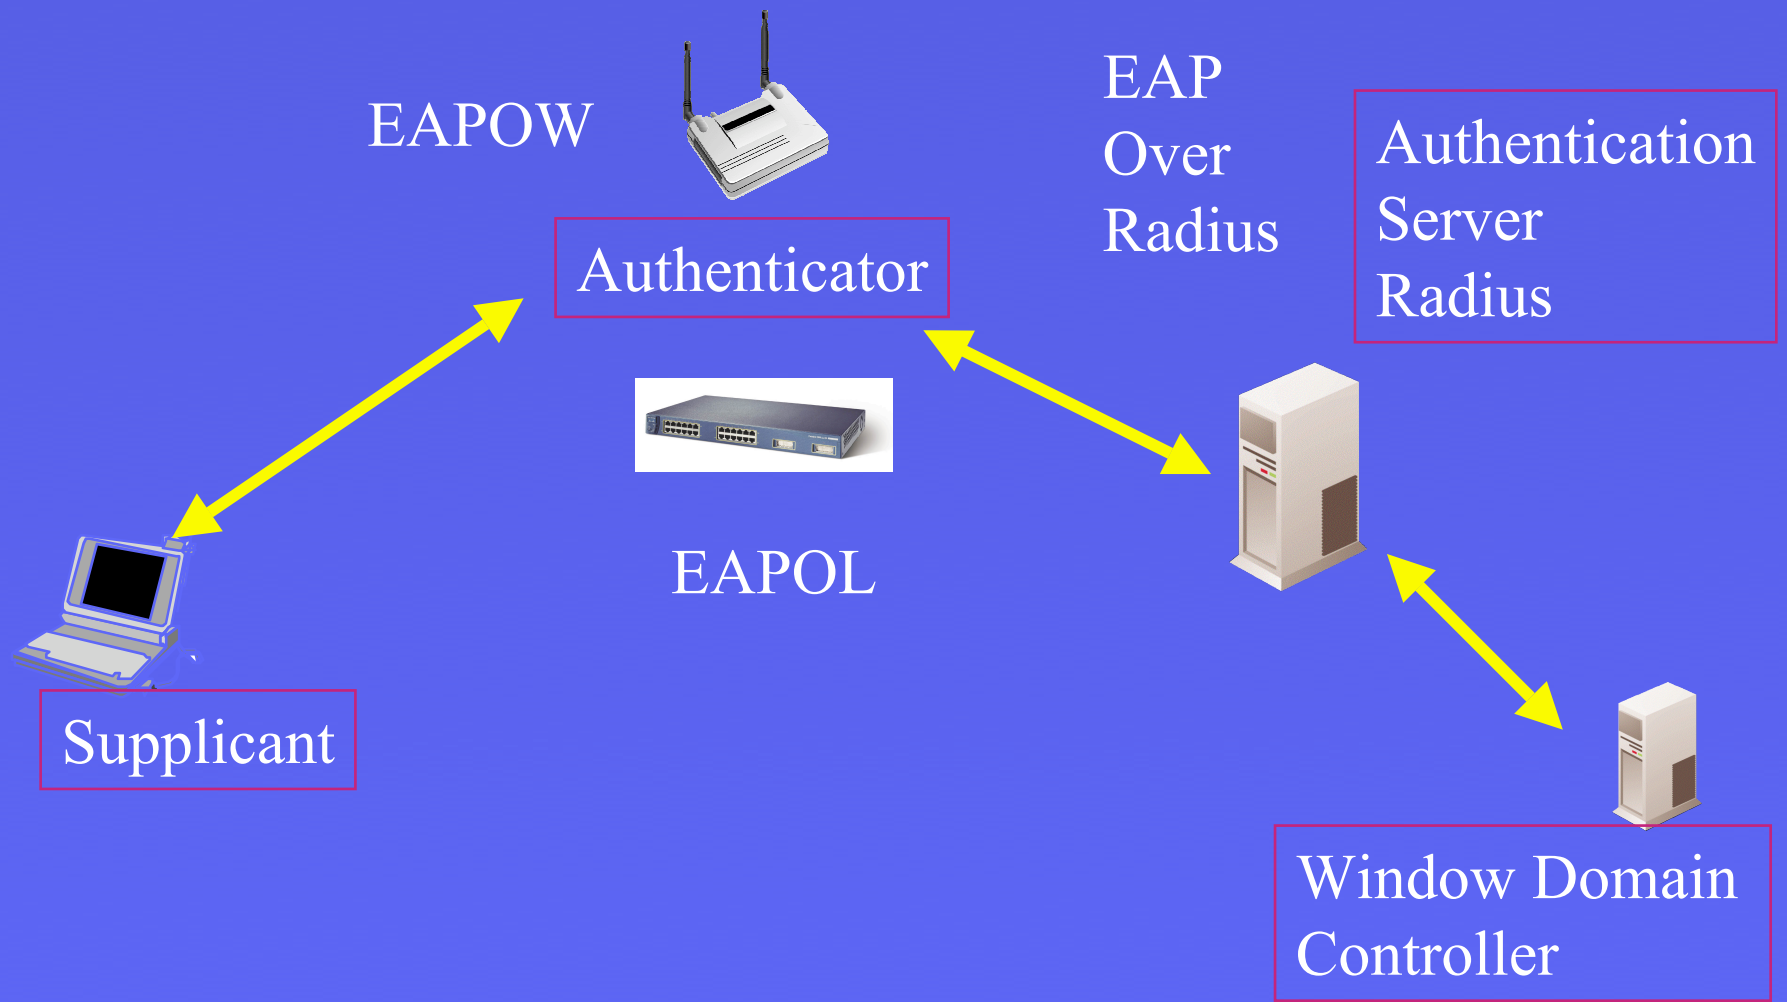 EAPOW
EAP
Over
Radius
Authentication
Server
Radius
Authenticator
EAPOL
Supplicant
Window Domain
Controller